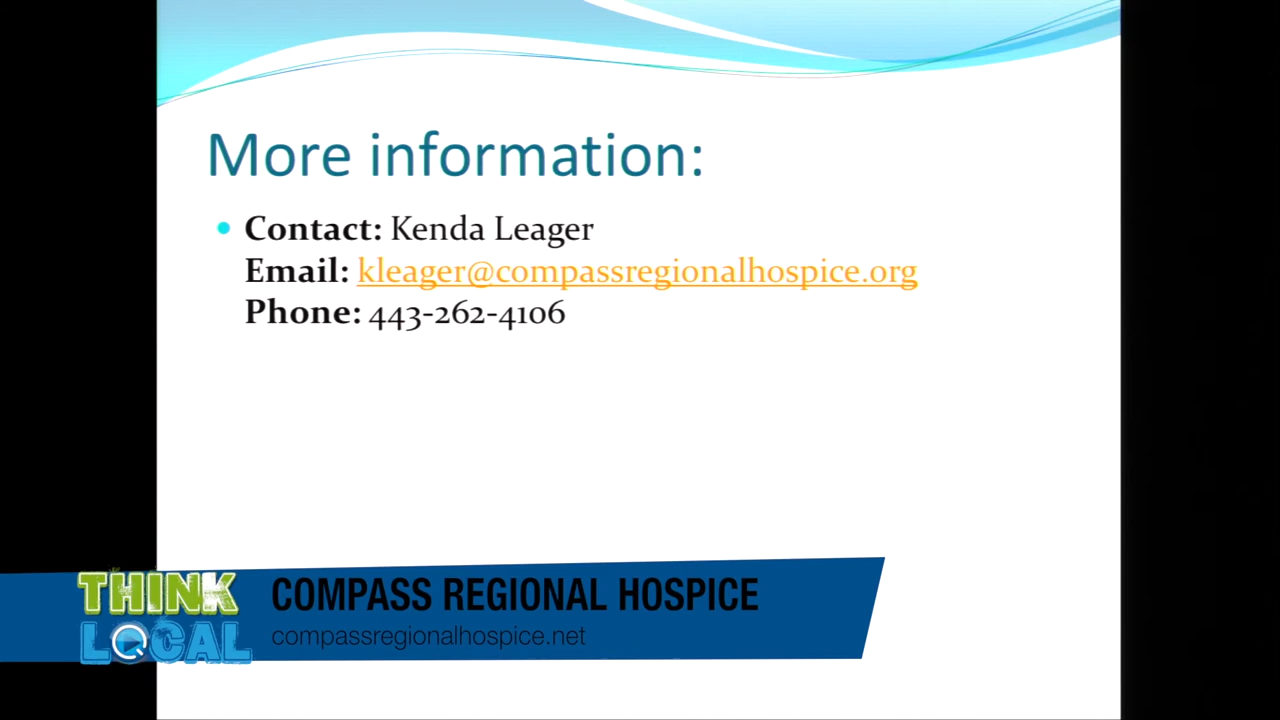 More information:
• Contact: Kenda Leager
Email: kleager@compassregionalhospice.org
Phone: 443-262-4106
THINK
LOCAL
COMPASS REGIONAL HOSPICE
compassregionalhospice.net